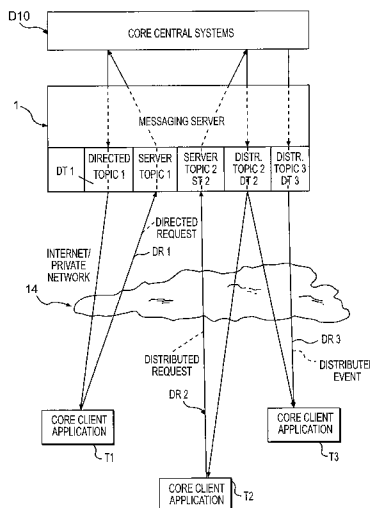 D10
CORE CENTRAL SYSTEMS
1
MESSAGING SERVER
DT 1
DIRECTED
TOPIC 1
SERVER
TOPIC 1
SERVER
TOPIC 2
ST 2
DISTR.
TOPIC 2
DT 2
DISTR.
TOPIC 3
DT 3
INTERNET/
PRIVATE
NETWORK
DIRECTED
REQUEST
DR 1
14
DISTRIBUTED
REQUEST
DR 2
DR 3
DISTRIBUTED
EVENT
CORE CLIENT
APPLICATION
T1
CORE CLIENT
APPLICATION
T3
CORE CLIENT
APPLICATION
T2